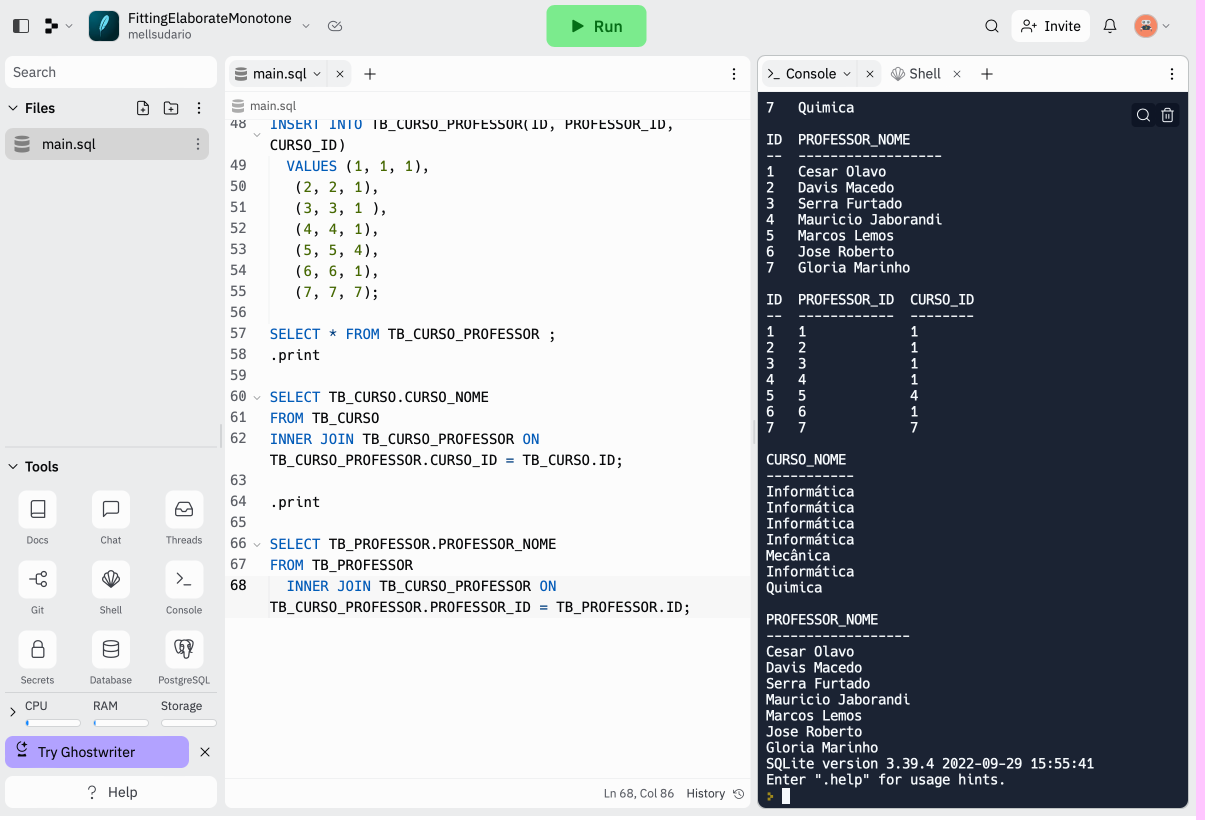 FittingElaborateMonotone
mellsudario
Run
Invite
Search
Files
main.sql
Tools
Docs
Chat
Threads
Git
Shell
Console
Secrets
Database
PostgreSQL
CPU
RAM
Storage
Try Ghostwriter
? Help
main.sql
main.sql
48 INSERT INTO TB_CURSO_PROFESSOR(ID, PROFESSOR_ID,
CURSO_ID)
49 VALUES (1, 1, 1),
50 (2, 2, 1),
51 (3, 3, 1 ),
52 (4, 4, 1),
53 (5, 5, 4),
54 (6, 6, 1),
55 (7, 7, 7);
56
57 SELECT * FROM TB_CURSO_PROFESSOR ;
58 .print
59
60 SELECT TB_CURSO.CURSO_NOME
61 FROM TB_CURSO
62 INNER JOIN TB_CURSO_PROFESSOR ON
TB_CURSO_PROFESSOR.CURSO_ID = TB_CURSO.ID;
63
64 .print
65
66 SELECT TB_PROFESSOR.PROFESSOR_NOME
67 FROM TB_PROFESSOR
68 INNER JOIN TB_CURSO_PROFESSOR ON
TB_CURSO_PROFESSOR.PROFESSOR_ID = TB_PROFESSOR.ID;
Ln 68, Col 86 History
Console
Shell
7 Quimica
ID PROFESSOR_NOME
-- ------------------
1 Cesar Olavo
2 Davis Macedo
3 Serra Furtado
4 Mauricio Jaborandi
5 Marcos Lemos
6 Jose Roberto
7 Gloria Marinho
ID PROFESSOR_ID CURSO_ID
-- ------------ --------
1 1 1
2 2 1
3 3 1
4 4 1
5 5 4
6 6 1
7 7 7
CURSO_NOME
-----------
Informática
Informática
Informática
Informática
Mecânica
Informática
Quimica
PROFESSOR_NOME
------------------
Cesar Olavo
Davis Macedo
Serra Furtado
Mauricio Jaborandi
Marcos Lemos
Jose Roberto
Gloria Marinho
SQLite version 3.39.4 2022-09-29 15:55:41
Enter ".help" for usage hints.